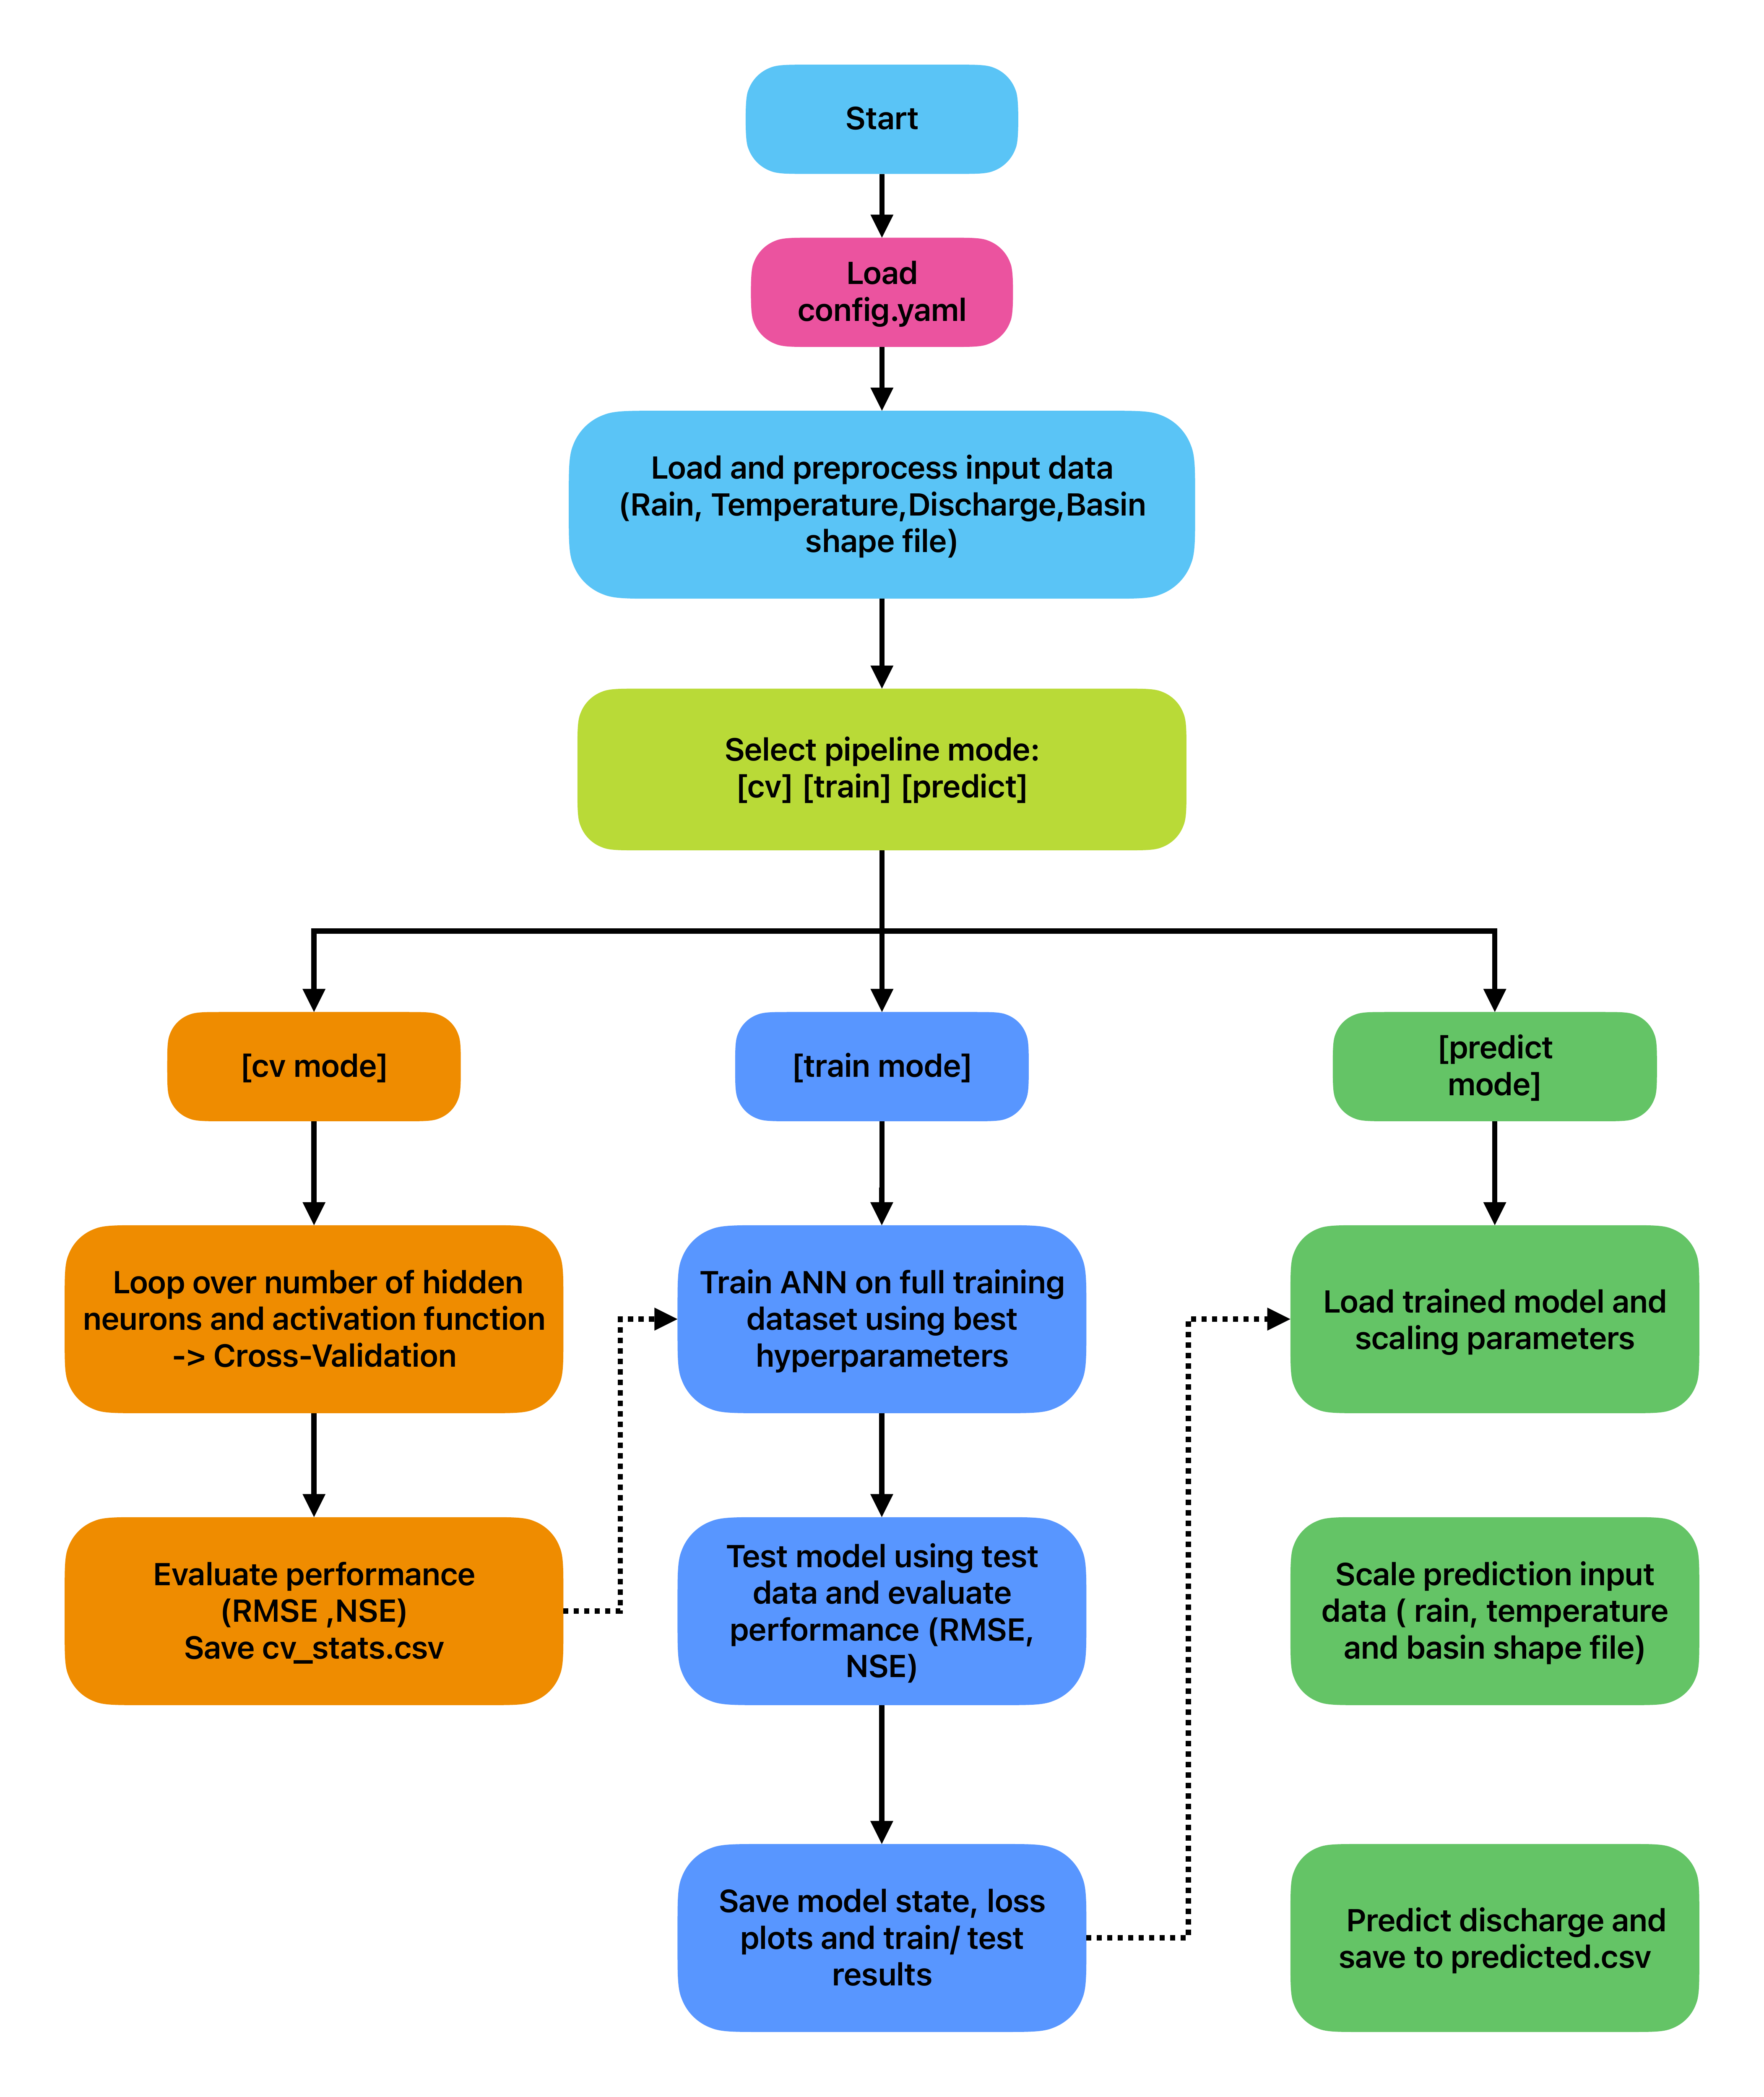 Start
Load
config.yaml
Load and preprocess input data
(Rain, Temperature,Discharge,Basin
shape file)
Select pipeline mode:
[cv] [train] [predict]
[cv mode]
[train mode]
[predict
mode]
Loop over number of hidden
neurons and activation function
-> Cross-Validation
Train ANN on full training
dataset using best
hyperparameters
Load trained model and
scaling parameters
Evaluate performance
(RMSE ,NSE)
Save cv_stats.csv
Test model using test
data and evaluate
performance (RMSE,
NSE)
Scale prediction input
data ( rain, temperature
and basin shape file)
Save model state, loss
plots and train/ test
results
Predict discharge and
save to predicted.csv